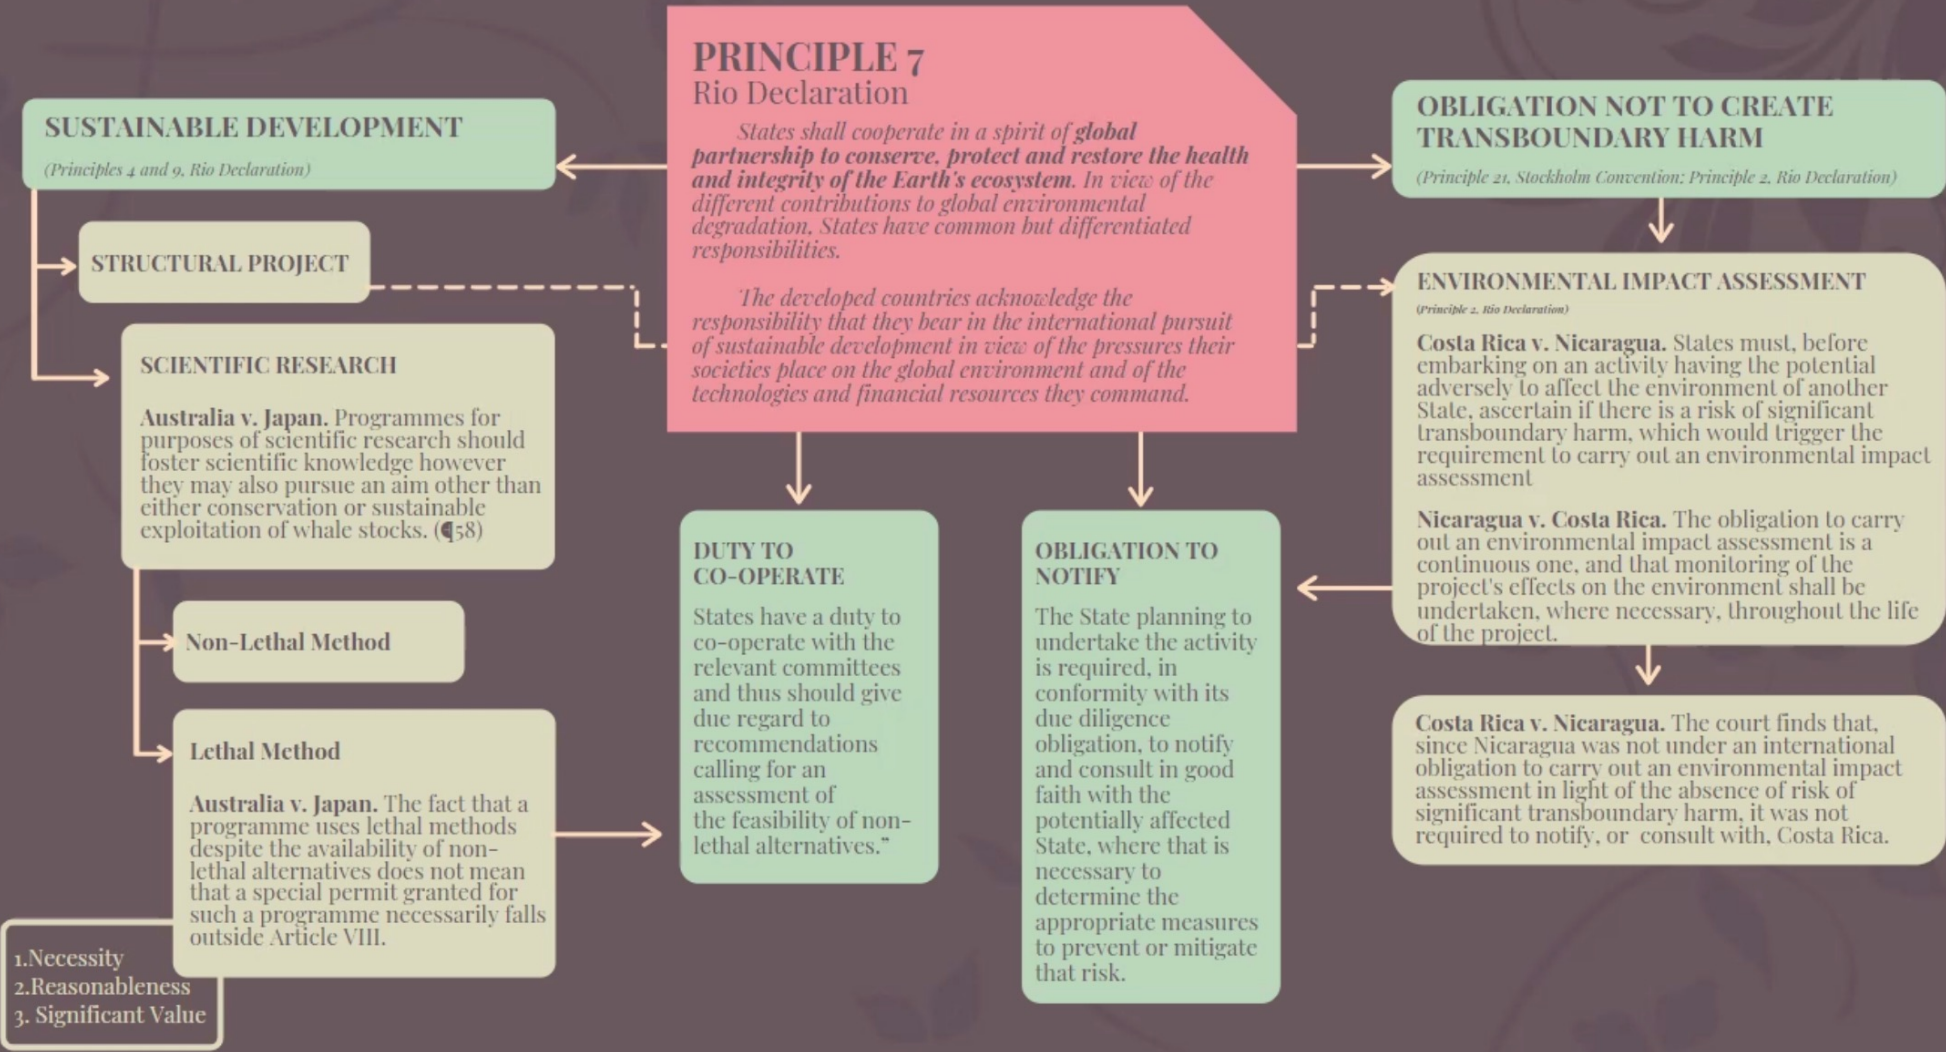 PRINCIPLE 7
Rio Declaration
States shall cooperate in a spirit of global
partnership to conserve, protect and restore the health
and integrity of the Earth's ecosystem. In view of the
different contributions to global environmental
degradation, States have common but differentiated
responsibilities.
The developed countries acknowledge the
responsibility that they bear in the international pursuit
of sustainable development in view of the pressures their
societies place on the global environment and of the
technologies and financial resources they command.
SUSTAINABLE DEVELOPMENT
(Principles 4 and 9, Rio Declaration)
STRUCTURAL PROJECT
SCIENTIFIC RESEARCH
Australia v. Japan. Programmes for
purposes of scientific research should
foster scientific knowledge however
they may also pursue an aim other than
either conservation or sustainable
exploitation of whale stocks. (¶58)
Non-Lethal Method
Lethal Method
Australia v. Japan. The fact that a
programme uses lethal methods
despite the availability of non-
lethal alternatives does not mean
that a special permit granted for
such a programme necessarily falls
outside Article VIII.
1.Necessity
2.Reasonableness
3. Significant Value
DUTY TO
CO-OPERATE
States have a duty to
co-operate with the
relevant committees
and thus should give
due regard to
recommendations
calling for an
assessment of
the feasibility of non-
lethal alternatives.”
OBLIGATION TO
NOTIFY
The State planning to
undertake the activity
is required, in
conformity with its
due diligence
obligation, to notify
and consult in good
faith with the
potentially affected
State, where that is
necessary to
determine the
appropriate measures
to prevent or mitigate
that risk.
OBLIGATION NOT TO CREATE
TRANSBOUNDARY HARM
(Principle 21, Stockholm Convention; Principle 2, Rio Declaration)
ENVIRONMENTAL IMPACT ASSESSMENT
(Principle 2, Rio Declaration)
Costa Rica v. Nicaragua. States must, before
embarking on an activity having the potential
adversely to affect the environment of another
State, ascertain if there is a risk of significant
transboundary harm, which would trigger the
requirement to carry out an environmental impact
assessment
Nicaragua v. Costa Rica. The obligation to carry
out an environmental impact assessment is a
continuous one, and that monitoring of the
project's effects on the environment shall be
undertaken, where necessary, throughout the life
of the project.
Costa Rica v. Nicaragua. The court finds that,
since Nicaragua was not under an international
obligation to carry out an environmental impact
assessment in light of the absence of risk of
significant transboundary harm, it was not
required to notify, or consult with, Costa Rica.